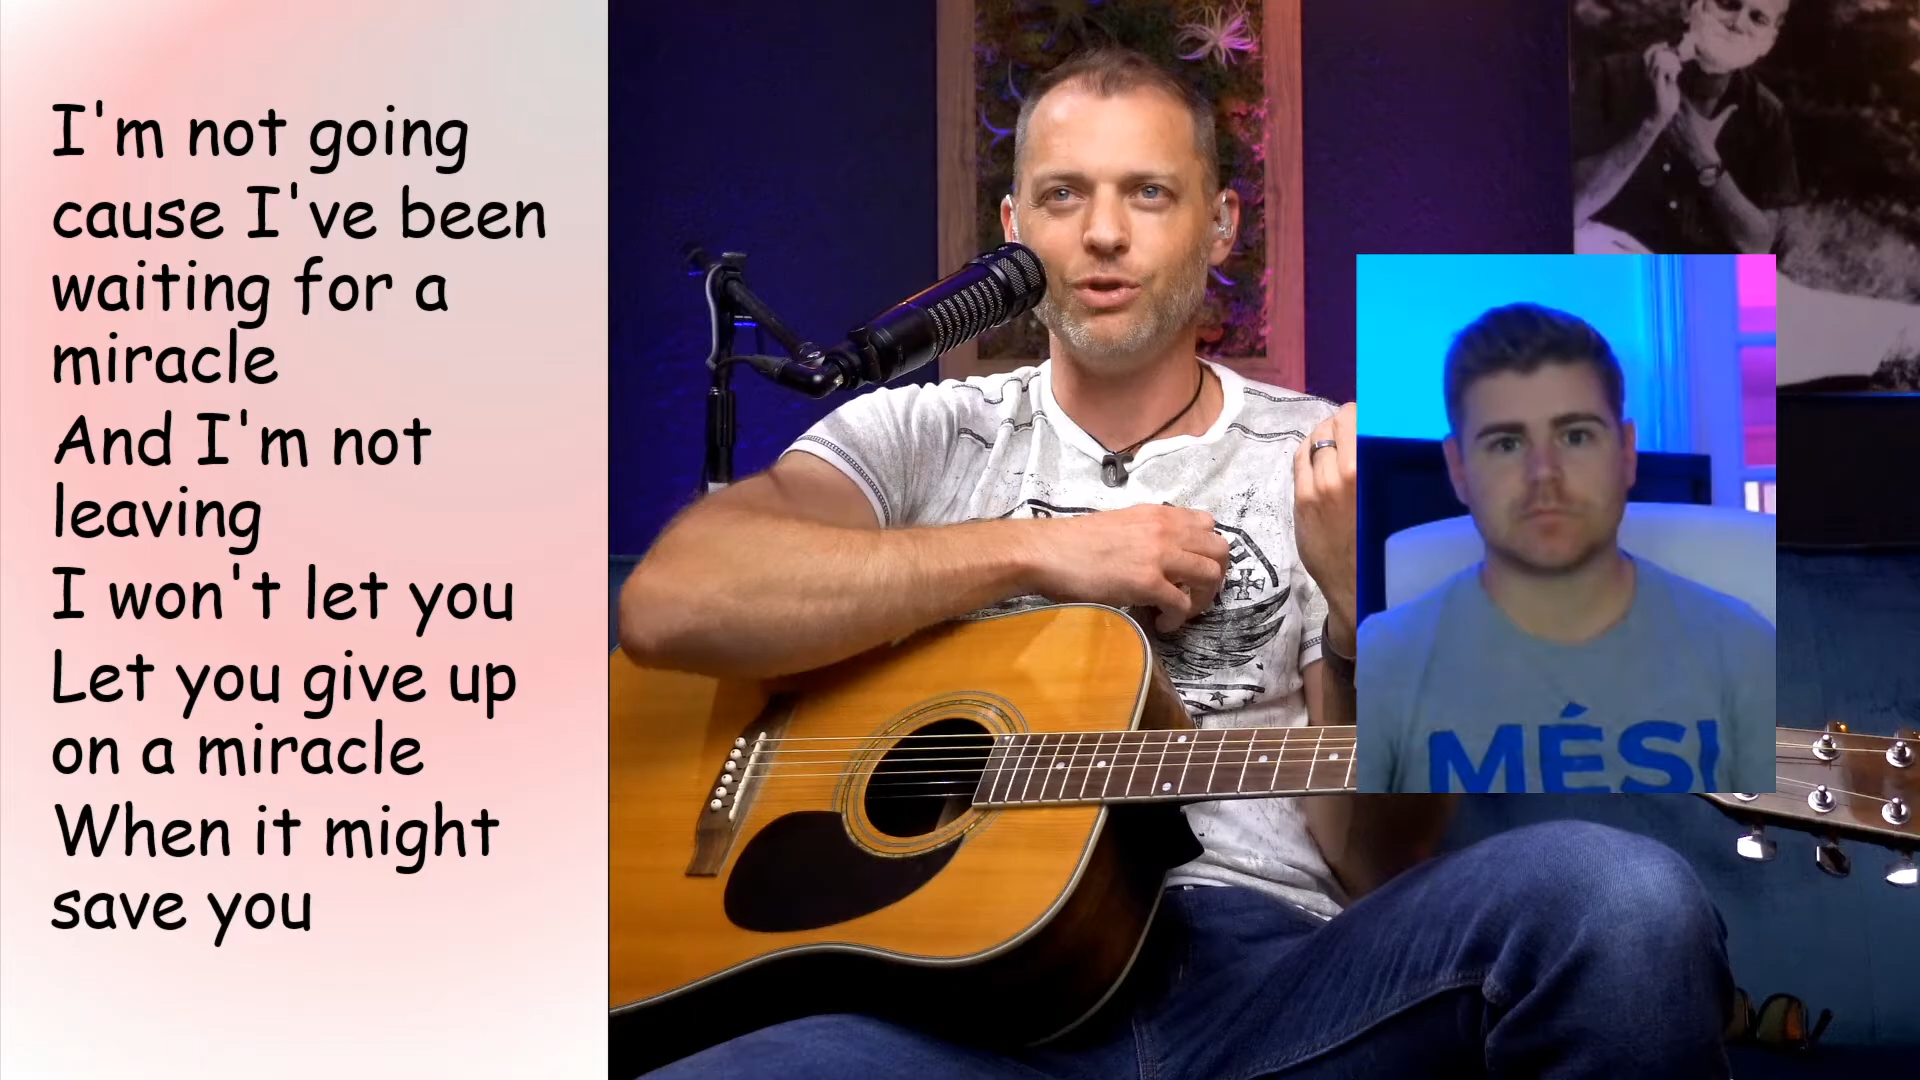 I'm not going
cause I've been
waiting for a
miracle
And I'm not
leaving
I won't let you
Let you give up
on a miracle
When it might
save you
MÉSI